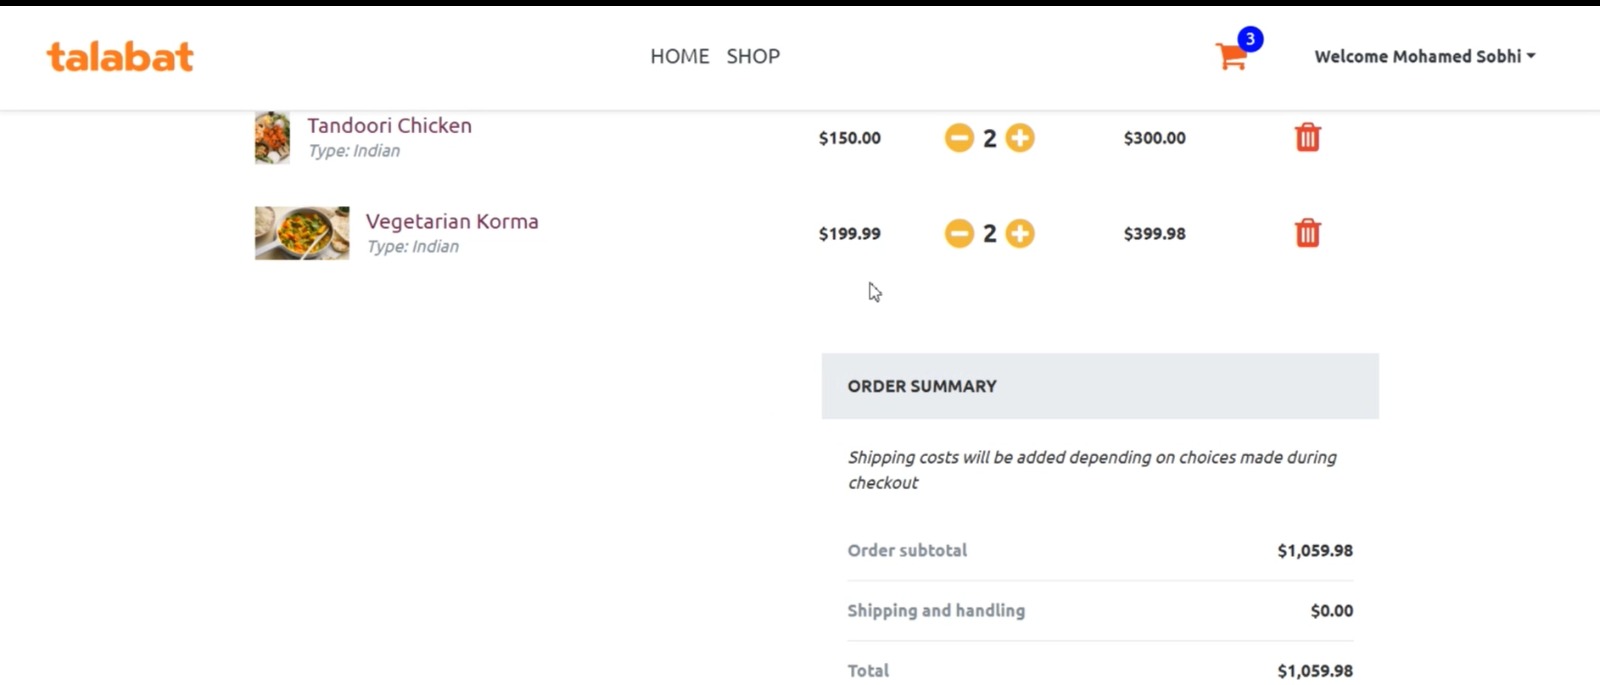 talabat
HOME SHOP
3
Welcome Mohamed Sobhi
Tandoori Chicken
Type: Indian
$150.00 2 $300.00
Vegetarian Korma
Type: Indian
$199.99 2 $399.98
ORDER SUMMARY
Shipping costs will be added depending on choices made during
checkout
Order subtotal $1,059.98
Shipping and handling $0.00
Total $1,059.98